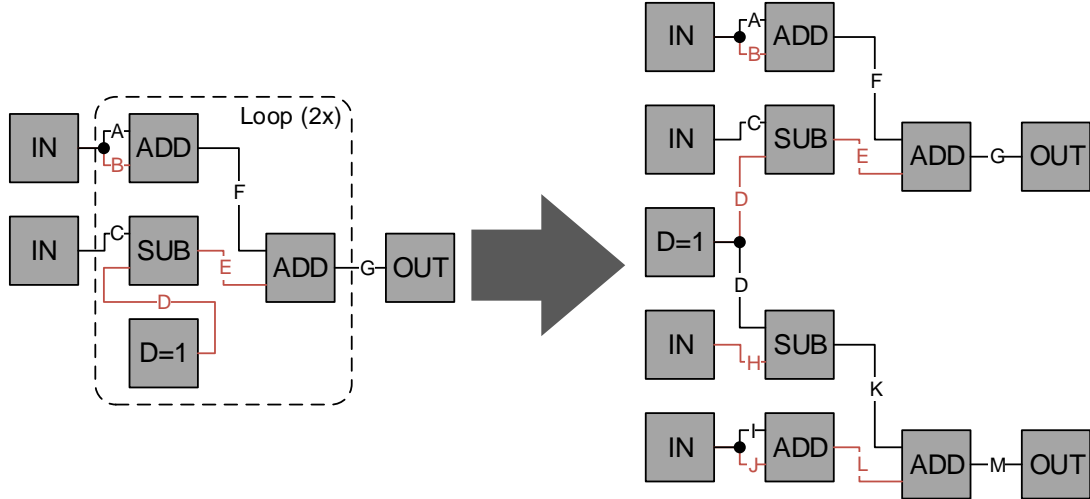 Loop (2x)
IN
A
B
ADD
F
IN
C
SUB
E
ADD
G
OUT
D
D=1
IN
A
B
ADD
F
IN
C
SUB
E
ADD
G
OUT
D
D=1
D
IN
H
SUB
K
IN
I
J
ADD
L
ADD
M
OUT